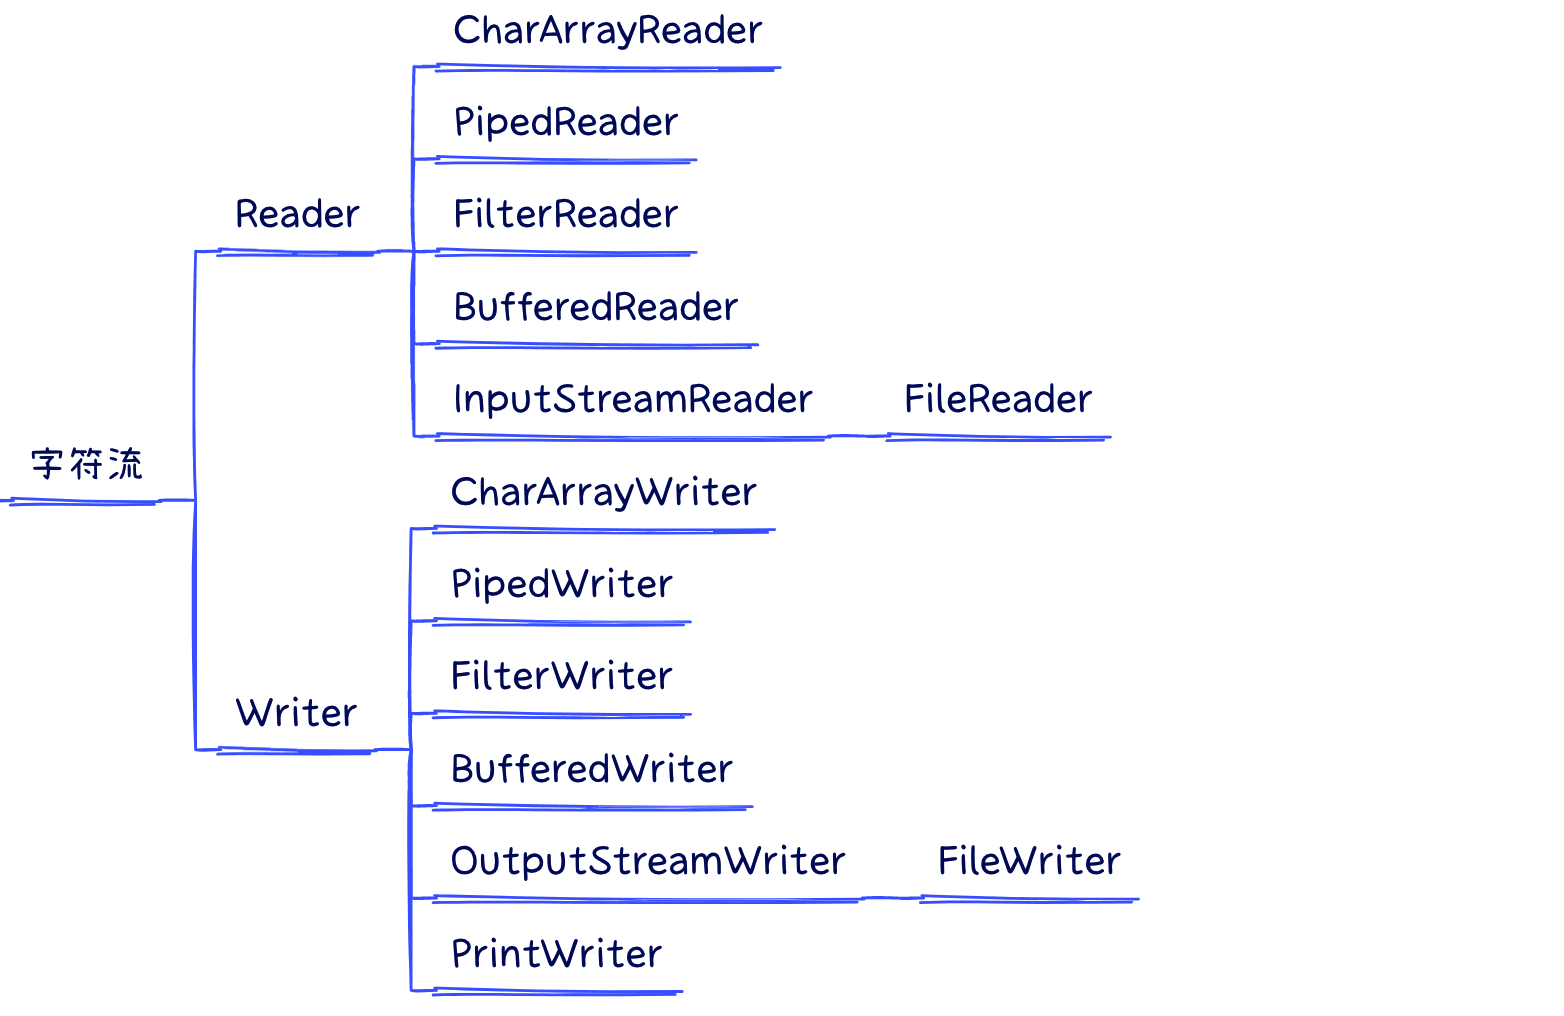 字符流
Reader
CharArrayReader
PipedReader
FilterReader
BufferedReader
InputStreamReader
FileReader
Writer
CharArrayWriter
PipedWriter
FilterWriter
BufferedWriter
OutputStreamWriter
FileWriter
PrintWriter